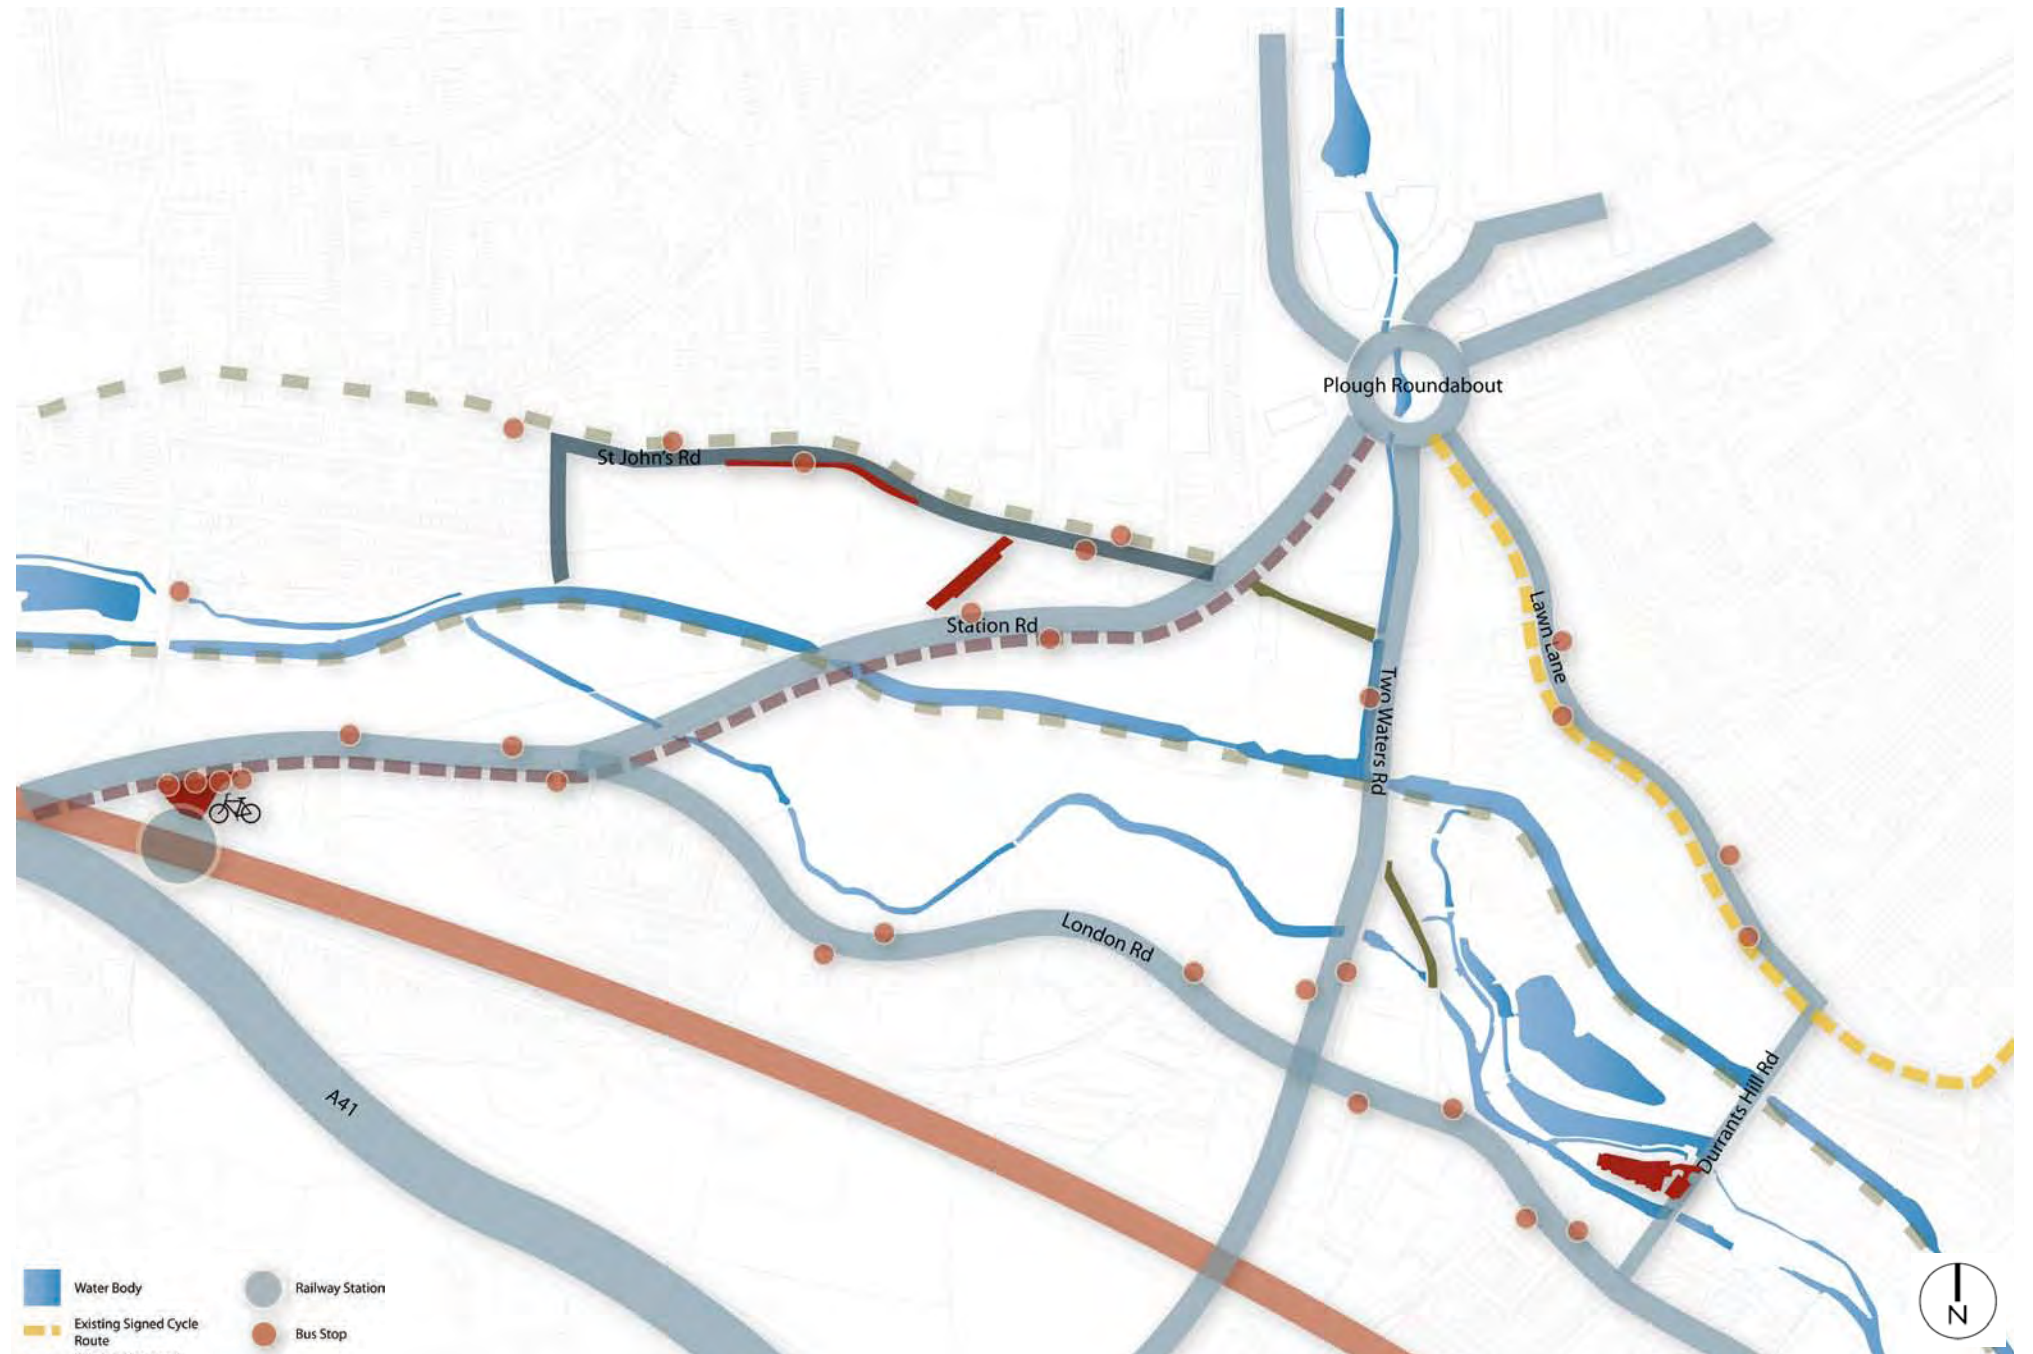 Plough Roundabout
St John's Rd
Station Rd
Lawn Lane
Two Waters Rd
London Rd
Durrants Hill Rd
A41
Water Body
Railway Station
Existing Signed Cycle
Route
Bus Stop
N